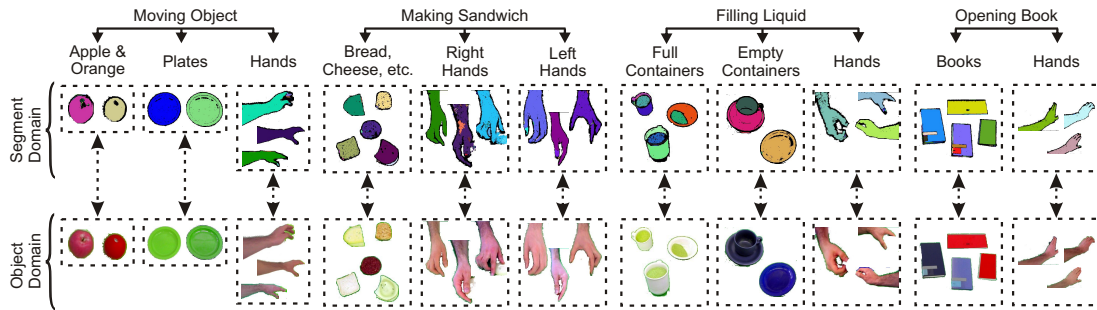 Moving Object
Making Sandwich
Filling Liquid
Opening Book
Apple &
Orange
Plates
Hands
Bread,
Cheese, etc.
Right
Hands
Left
Hands
Full
Containers
Empty
Containers
Hands
Books
Hands
Segment
Domain
Object
Domain